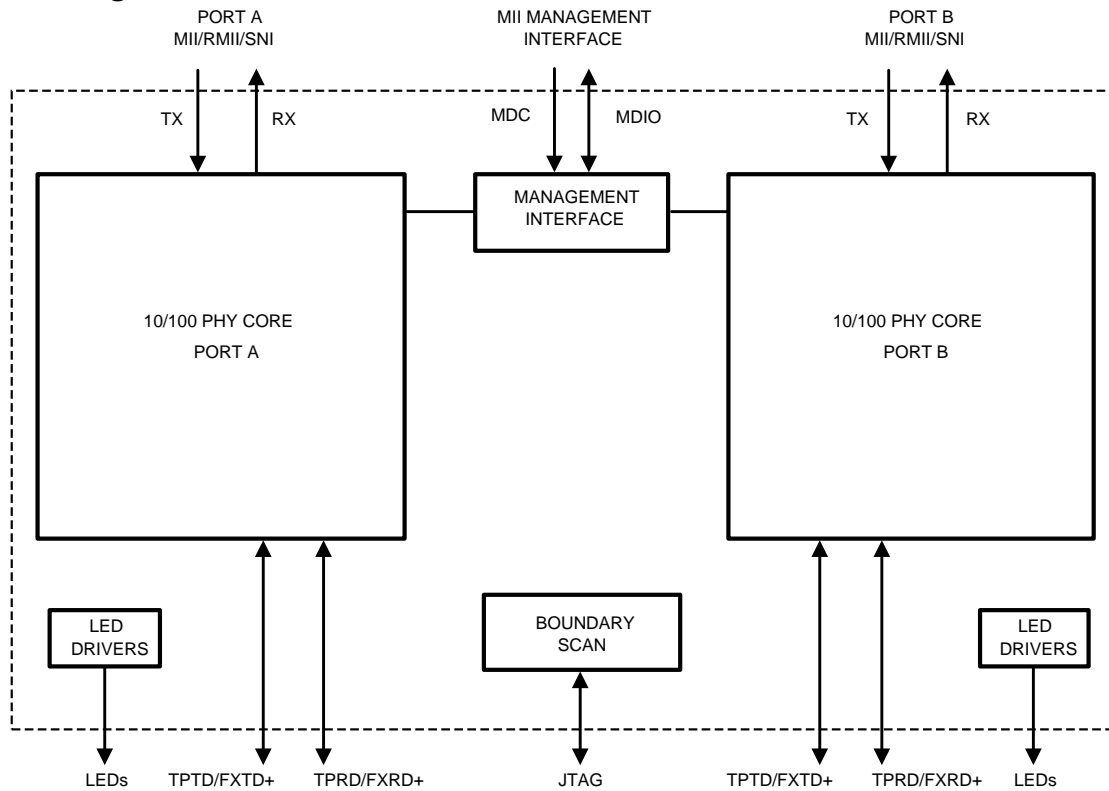 PORT A
MII/RMII/SNI
MII MANAGEMENT
INTERFACE
PORT B
MII/RMII/SNI
TX
RX
MDC
MDIO
TX
RX
MANAGEMENT
INTERFACE
10/100 PHY CORE
PORT A
10/100 PHY CORE
PORT B
LED
DRIVERS
BOUNDARY
SCAN
LED
DRIVERS
LEDs
TPTD/FXTD+
TPRD/FXRD+
JTAG
TPTD/FXTD+
TPRD/FXRD+
LEDs